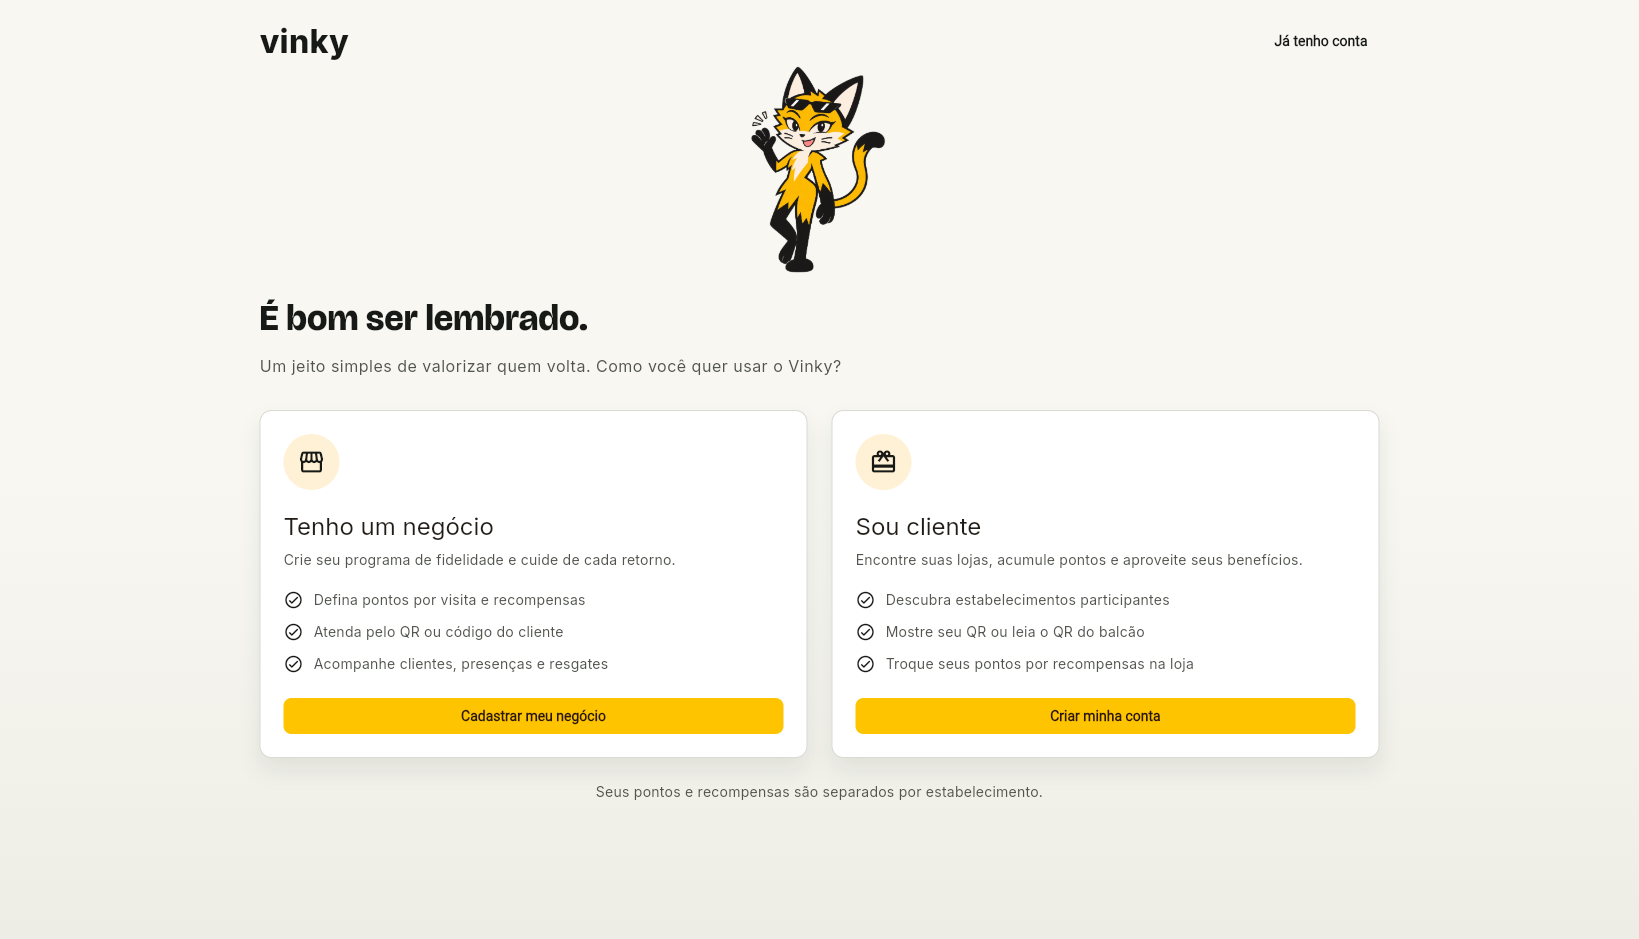 vinky
Já tenho conta
É bom ser lembrado.
Um jeito simples de valorizar quem volta. Como você quer usar o Vinky?
Tenho um negócio
Crie seu programa de fidelidade e cuide de cada retorno.
Defina pontos por visita e recompensas
Atenda pelo QR ou código do cliente
Acompanhe clientes, presenças e resgates
Cadastrar meu negócio
Sou cliente
Encontre suas lojas, acumule pontos e aproveite seus benefícios.
Descubra estabelecimentos participantes
Mostre seu QR ou leia o QR do balcão
Troque seus pontos por recompensas na loja
Criar minha conta
Seus pontos e recompensas são separados por estabelecimento.